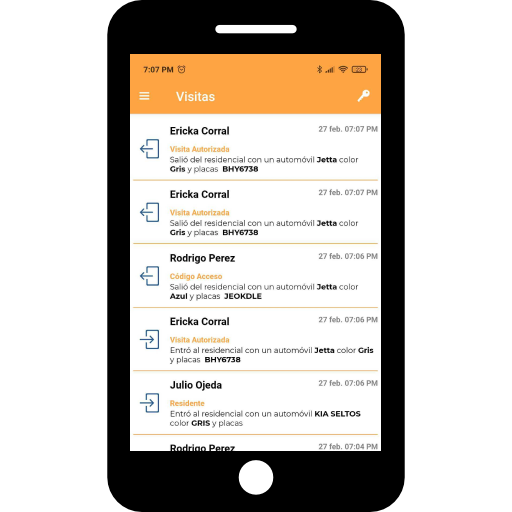 7:07 PM
Visitas
Ericka Corral 27 feb. 07:07 PM
Visita Autorizada
Salió del residencial con un automóvil Jetta color
Gris y placas BHY6738
Ericka Corral 27 feb. 07:07 PM
Visita Autorizada
Salió del residencial con un automóvil Jetta color
Gris y placas BHY6738
Rodrigo Perez 27 feb. 07:06 PM
Código Acceso
Salió del residencial con un automóvil Jetta color
Azul y placas JEOKDLE
Ericka Corral 27 feb. 07:06 PM
Visita Autorizada
Entró al residencial con un automóvil Jetta color Gris
y placas BHY6738
Julio Ojeda 27 feb. 07:06 PM
Residente
Entró al residencial con un automóvil KIA SELTOS
color GRIS y placas
Rodrigo Perez 27 feb. 07:04 PM